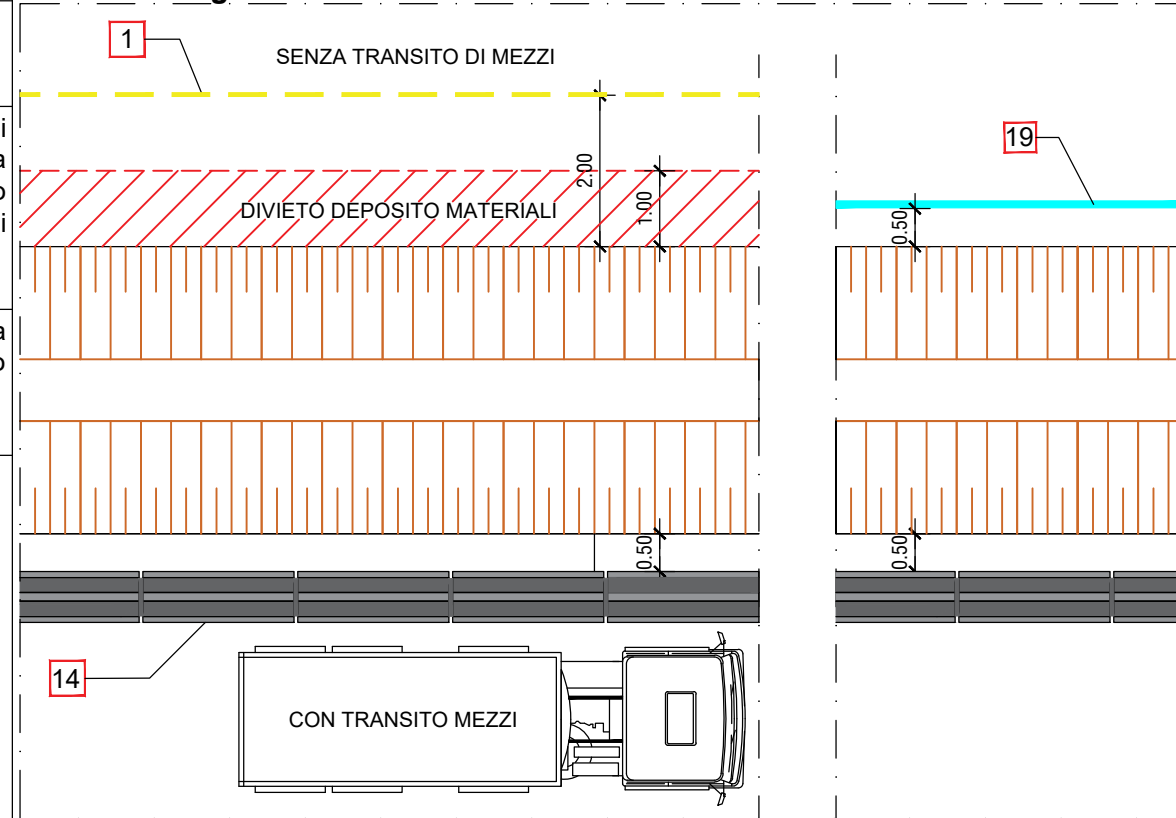 g
1
SENZA TRANSITO DI MEZZI
i
a
o
i
19
2.00
1.00
DIVIETO DEPOSITO MATERIALI
0.50
a
o
0.50
0.50
14
CON TRANSITO MEZZI